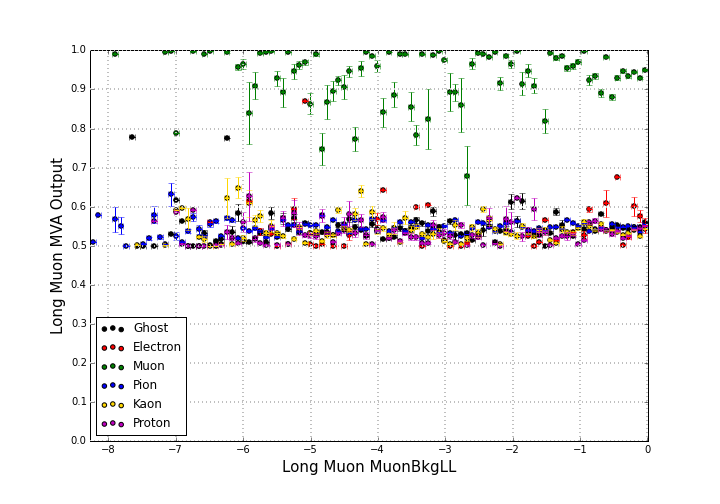 1.0
0.9
0.8
0.7
0.6
0.5
0.4
0.3
0.2
0.1
0.0
Long Muon MVA Output
Ghost
Electron
Muon
Pion
Kaon
Proton
−8 −7 −6 −5 −4 −3 −2 −1 0
Long Muon MuonBkgLL